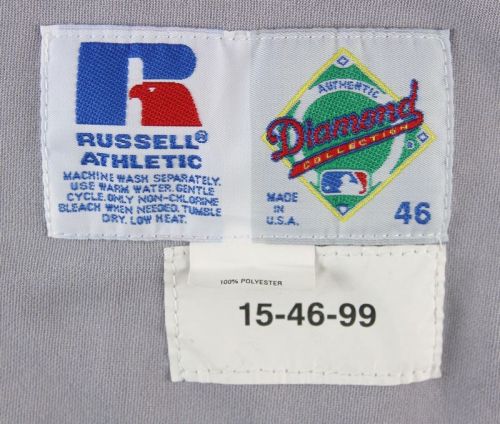 R
RUSSELL®
ATHLETIC
MACHINE WASH SEPARATELY.
USE WARM WATER. GENTLE
CYCLE. ONLY NON-CHLORINE
BLEACH WHEN NEEDED. TUMBLE
DRY. LOW HEAT.
AUTHENTIC
Diamond
COLLECTION
MADE
IN
U.S.A.
46
100% POLYESTER
15-46-99